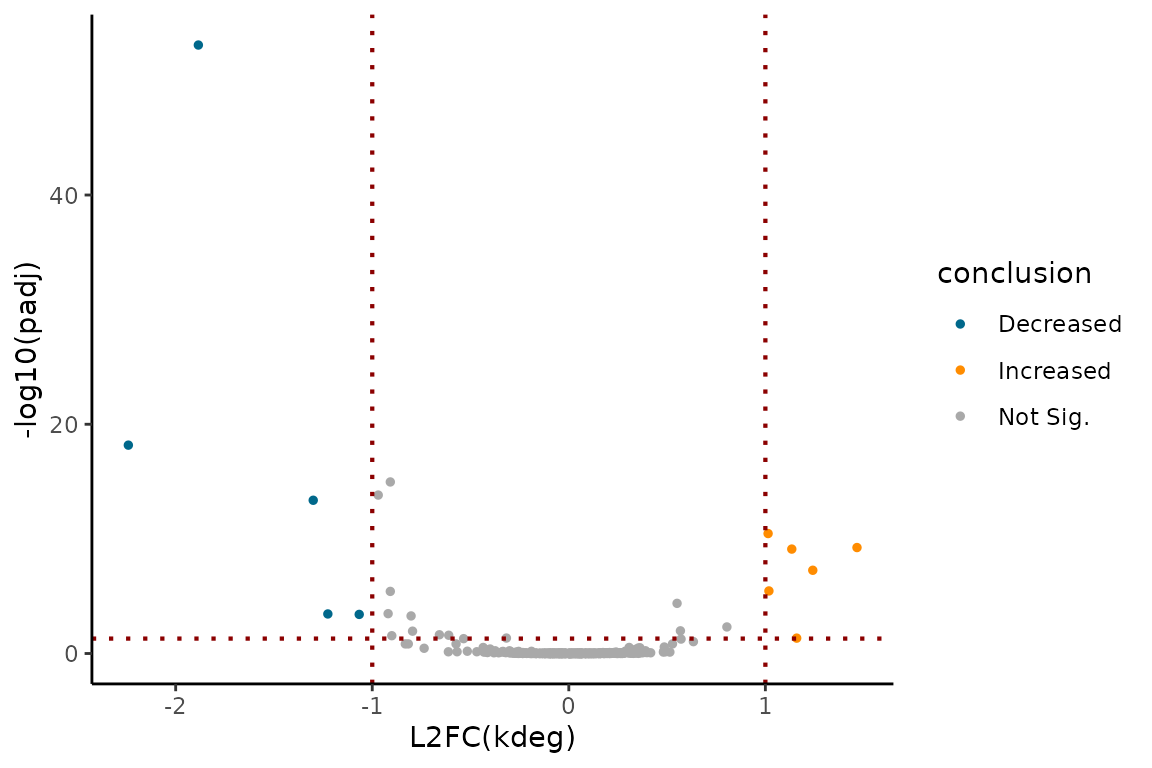 40
20
0
-log10(padj)
-2
-1
0
1
L2FC(kdeg)
conclusion
Decreased
Increased
Not Sig.